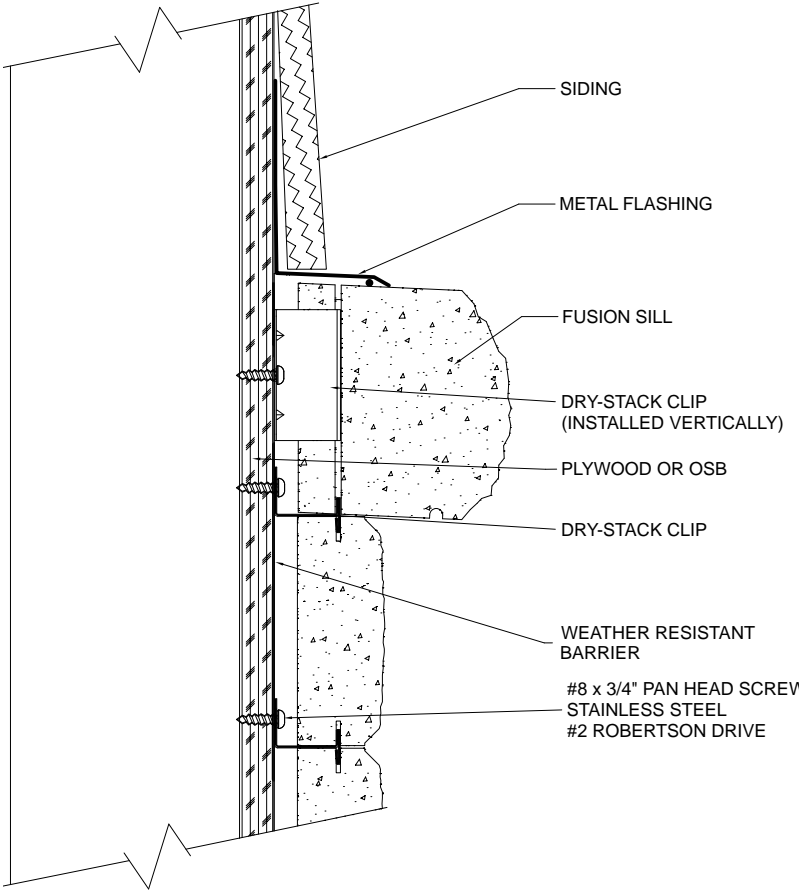 SIDING
METAL FLASHING
FUSION SILL
DRY-STACK CLIP
(INSTALLED VERTICALLY)
PLYWOOD OR OSB
DRY-STACK CLIP
WEATHER RESISTANT
BARRIER
#8 x 3/4" PAN HEAD SCREW
STAINLESS STEEL
#2 ROBERTSON DRIVE